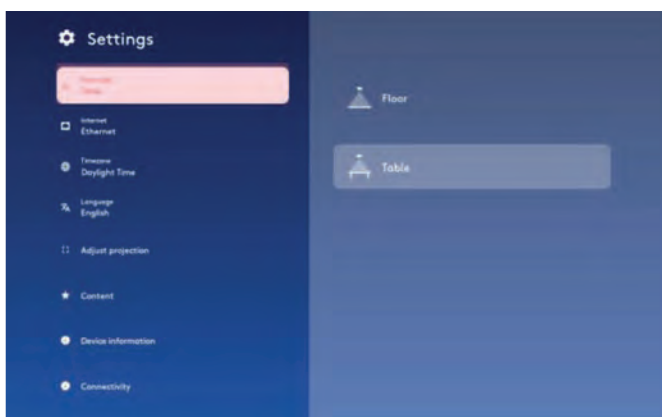 Settings
Internet
Ethernet
Timezone
Daylight Time
Language
English
Adjust projection
Content
Device information
Connectivity
Floor
Table